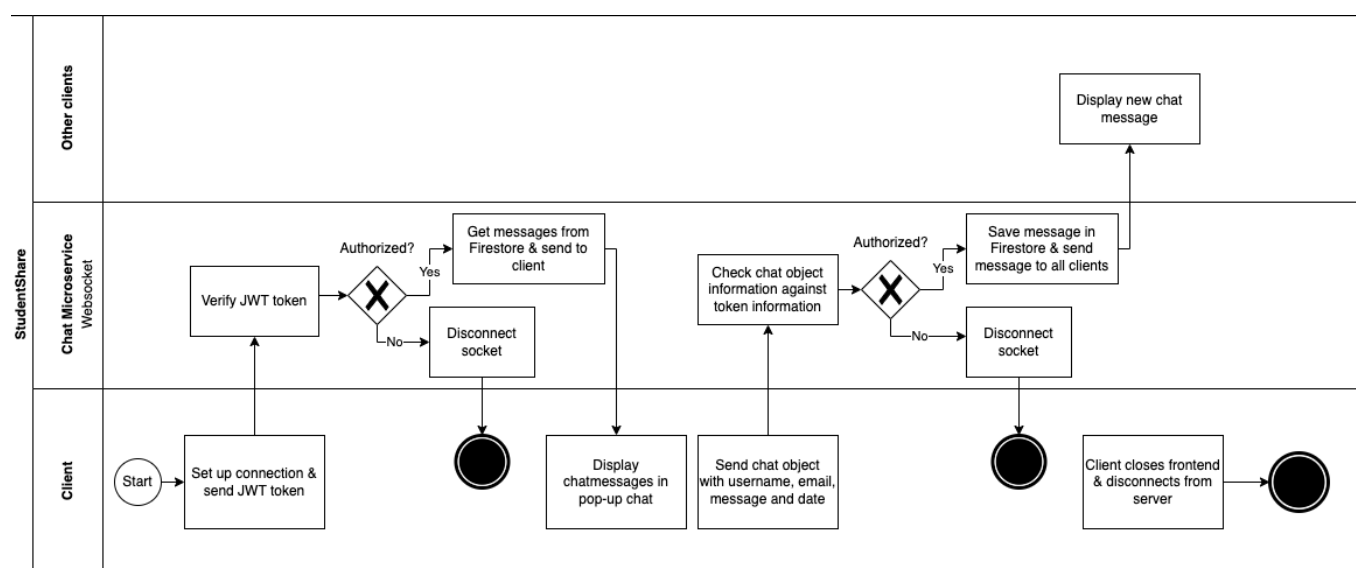 StudentShare
Other clients
Display new chat
message
Chat Microservice
Websocket
Verify JWT token
Authorized?
Yes
No
Get messages from
Firestore & send to
client
Disconnect
socket
Check chat object
information against
token information
Authorized?
Yes
No
Save message in
Firestore & send
message to all clients
Disconnect
socket
Client
Start
Set up connection &
send JWT token
Display
chatmessages in
pop-up chat
Send chat object
with username, email,
message and date
Client closes frontend
& disconnects from
server